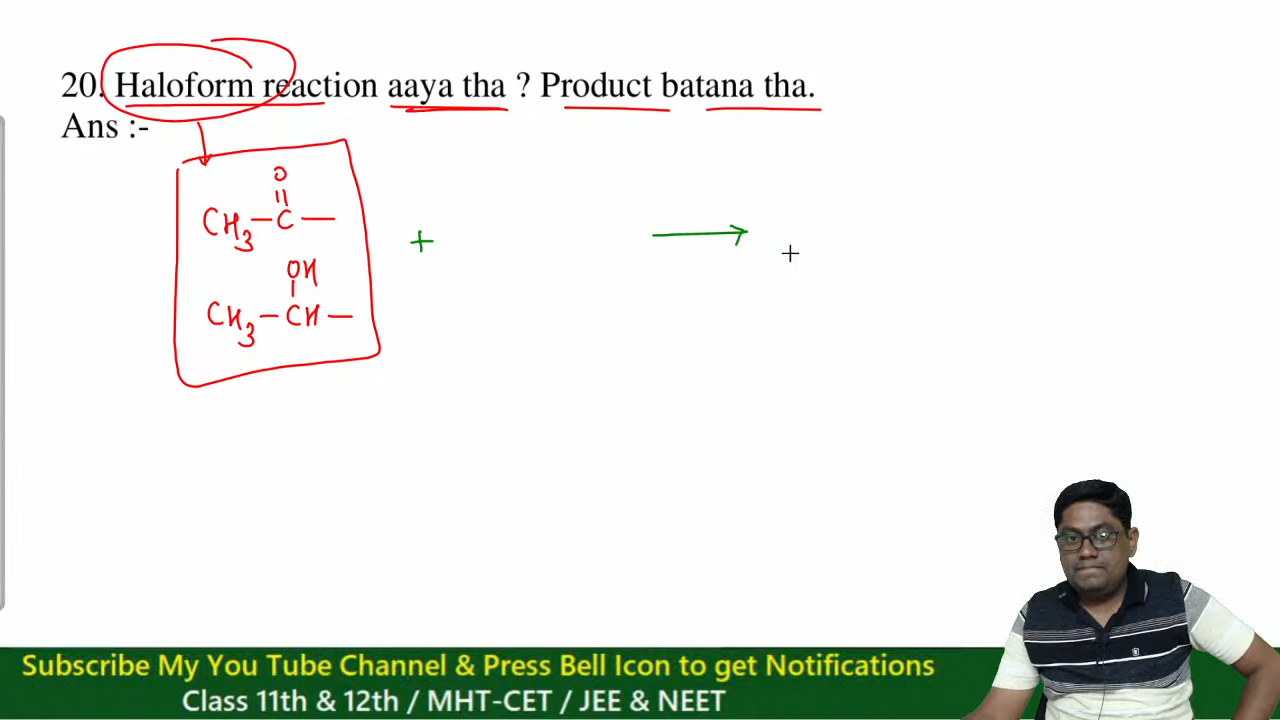 20. Haloform reaction aaya tha ? Product batana tha.
Ans :-
O
||
CH3-C-
+
→
+
OH
|
CH3-CH-
Subscribe My You Tube Channel & Press Bell Icon to get Notifications
Class 11th & 12th / MHT-CET / JEE & NEET